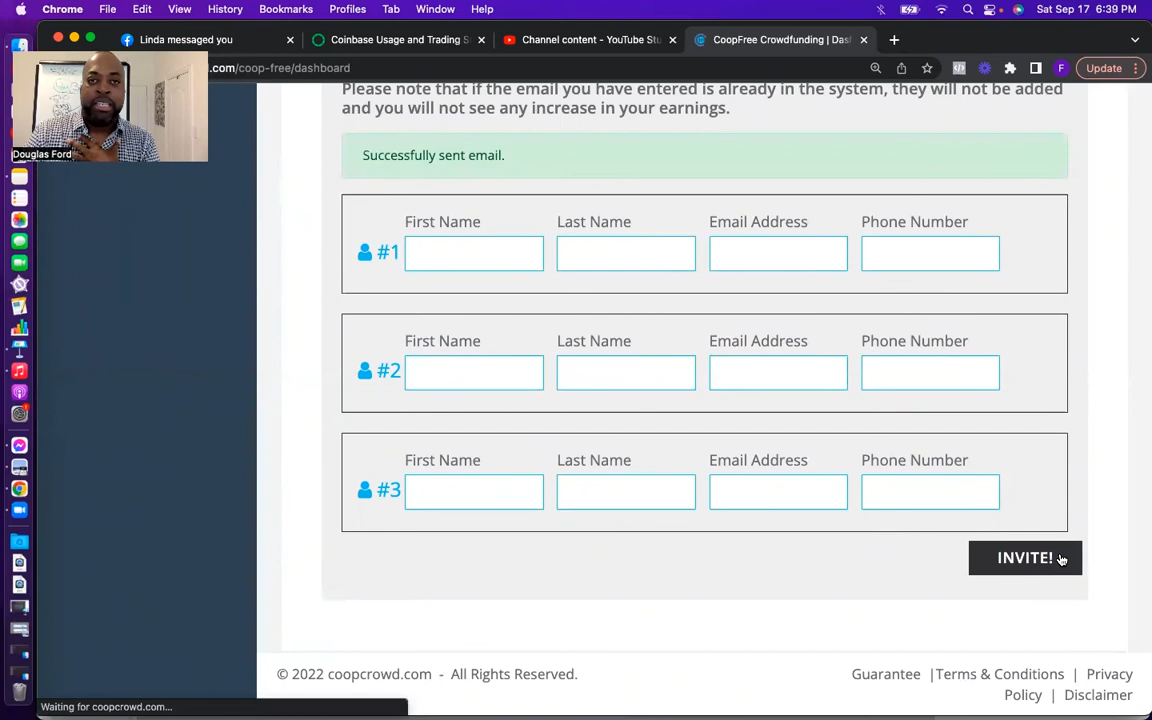 Chrome File Edit View History Bookmarks Profiles Tab Window Help Sat Sep 17 6:39 PM
Linda messaged you
Coinbase Usage and Trading S
Channel content - YouTube Stu
CoopFree Crowdfunding | Das
.com/coop-free/dashboard
Update
Douglas Ford
Please note that if the email you have entered is already in the system, they will not be added
and you will not see any increase in your earnings.
Successfully sent email.
First Name Last Name Email Address Phone Number
#1
First Name Last Name Email Address Phone Number
#2
First Name Last Name Email Address Phone Number
#3
INVITE!
© 2022 coopcrowd.com - All Rights Reserved.
Guarantee | Terms & Conditions | Privacy
Policy | Disclaimer
Waiting for coopcrowd.com...